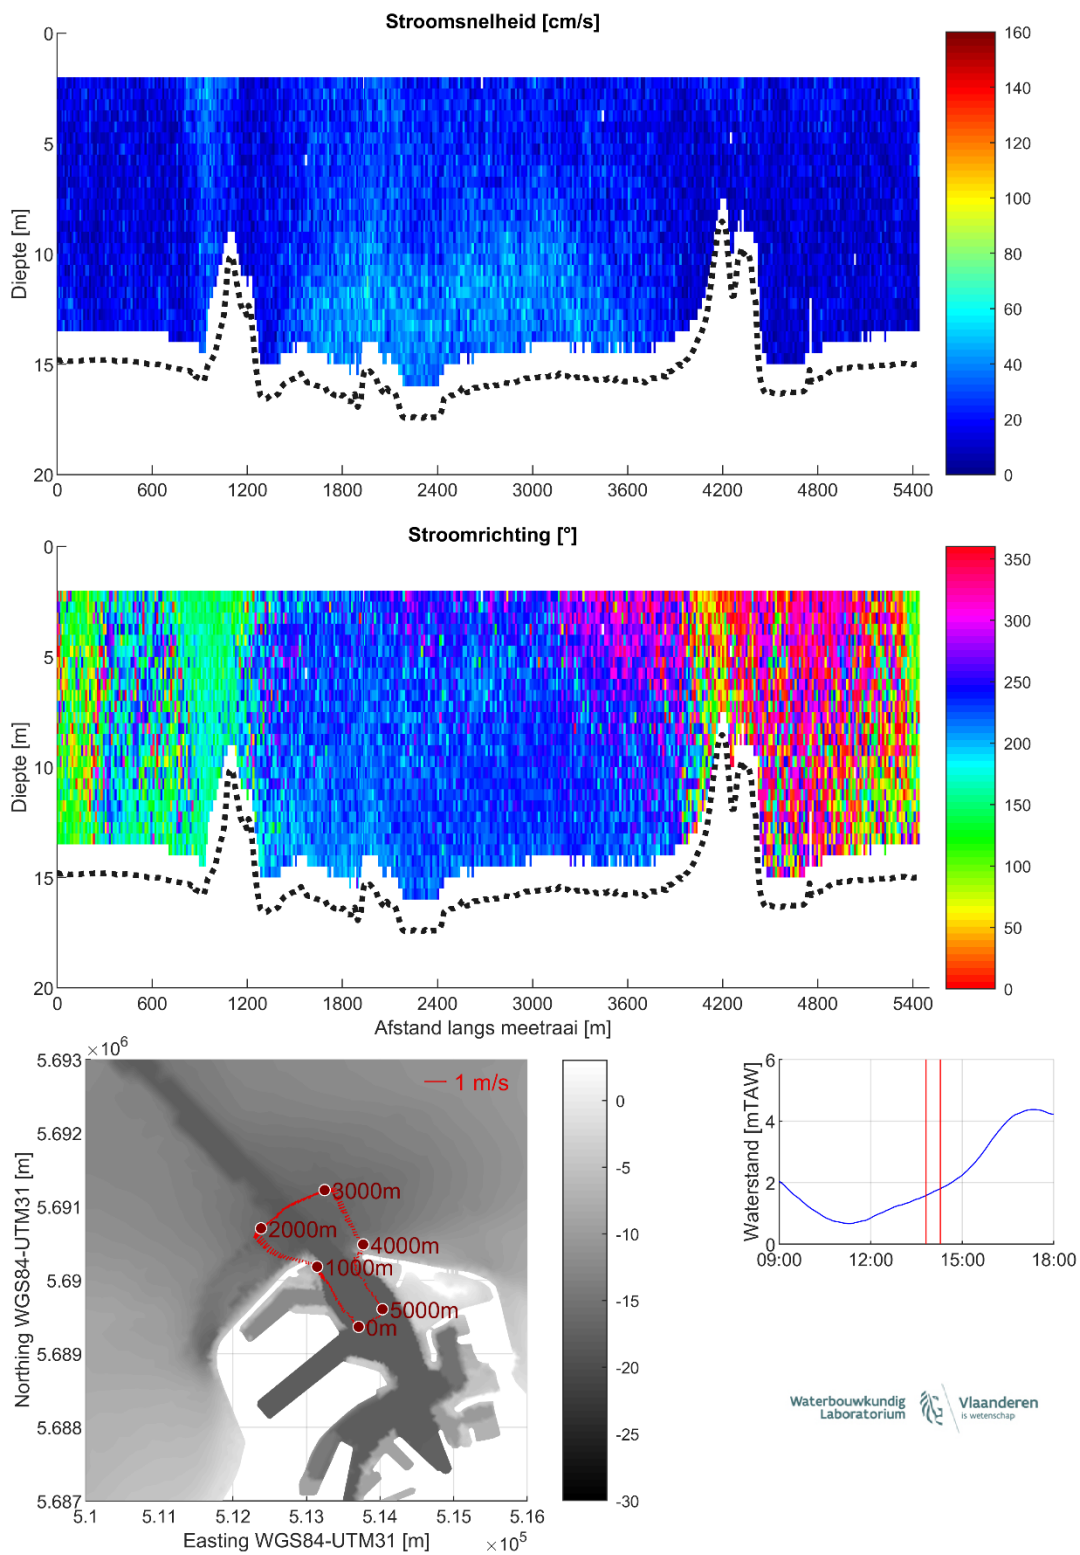 Stroomsnelheid [cm/s]
Diepte [m]
0
5
10
15
20
0 600 1200 1800 2400 3000 3600 4200 4800 5400
160
140
120
100
80
60
40
20
0
Stroomrichting [°]
Diepte [m]
0
5
10
15
20
0 600 1200 1800 2400 3000 3600 4200 4800 5400
Afstand langs meetraai [m]
350
300
250
200
150
100
50
0
×10⁶
Northing WGS84-UTM31 [m]
5.693
5.692
5.691
5.69
5.689
5.688
5.687
5.1 5.11 5.12 5.13 5.14 5.15 5.16
Easting WGS84-UTM31 [m]
×10⁵
1 m/s
3000m
2000m
4000m
1000m
5000m
0m
0
-5
-10
-15
-20
-25
-30
Waterstand [mTAW]
6
4
2
0
09:00 12:00 15:00 18:00
Waterbouwkundig
Laboratorium
Vlaanderen
is wetenschap